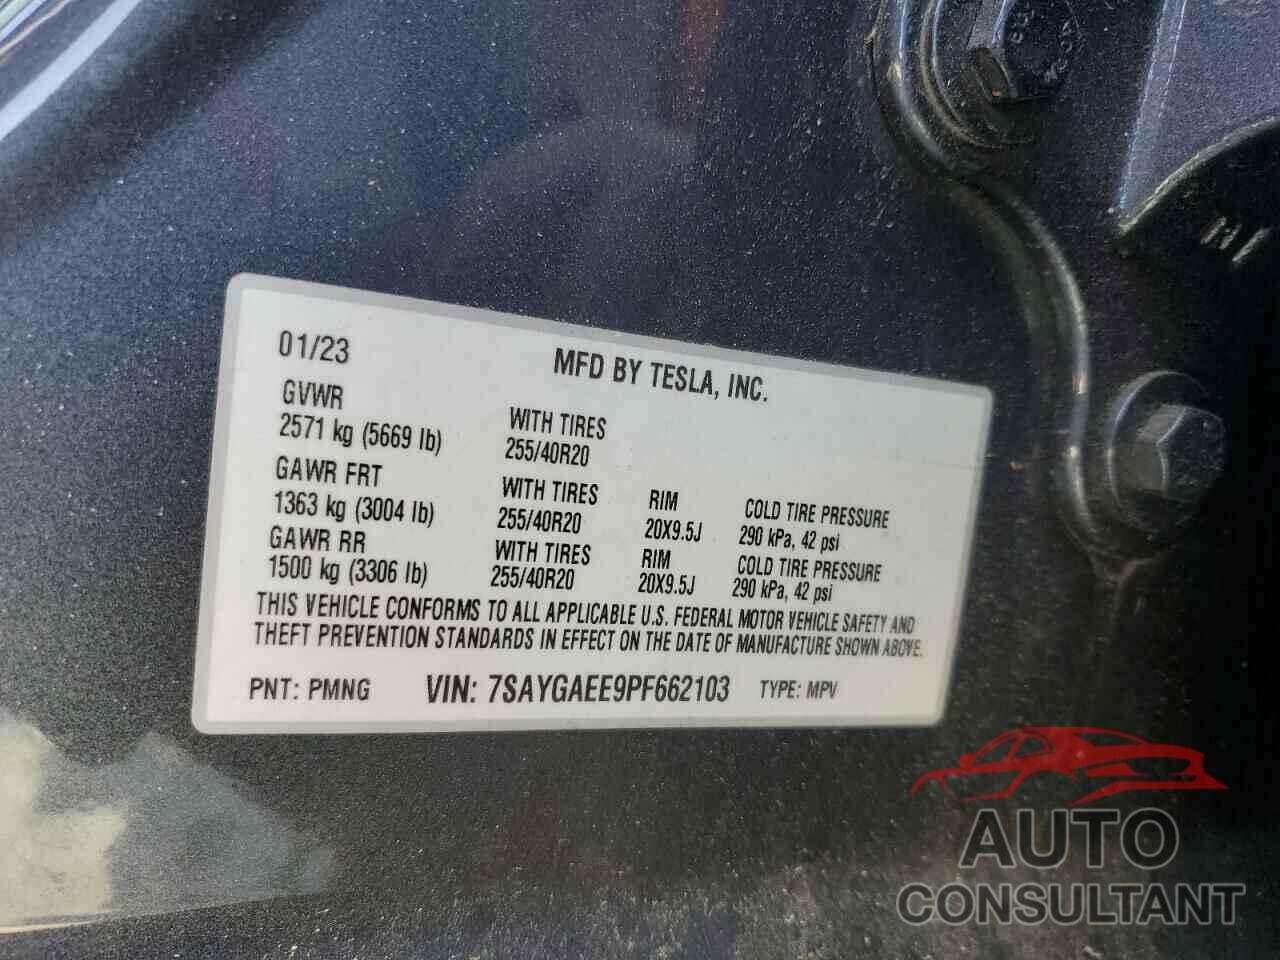 01/23
MFD BY TESLA, INC.
GVWR
2571 kg (5669 lb)
WITH TIRES
255/40R20
GAWR FRT
1363 kg (3004 lb)
WITH TIRES
255/40R20
RIM
20X9.5J
COLD TIRE PRESSURE
290 kPa, 42 psi
GAWR RR
1500 kg (3306 lb)
WITH TIRES
255/40R20
RIM
20X9.5J
COLD TIRE PRESSURE
290 kPa, 42 psi
THIS VEHICLE CONFORMS TO ALL APPLICABLE U.S. FEDERAL MOTOR VEHICLE SAFETY AND
THEFT PREVENTION STANDARDS IN EFFECT ON THE DATE OF MANUFACTURE SHOWN ABOVE.
PNT: PMNG VIN: 7SAYGAEE9PF662103 TYPE: MPV
AUTO
CONSULTANT